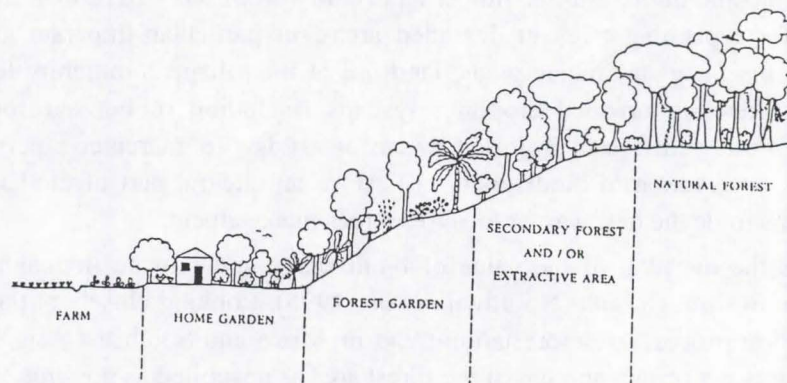 FARM
HOME GARDEN
FOREST GARDEN
SECONDARY FOREST
AND / OR
EXTRACTIVE AREA
NATURAL FOREST